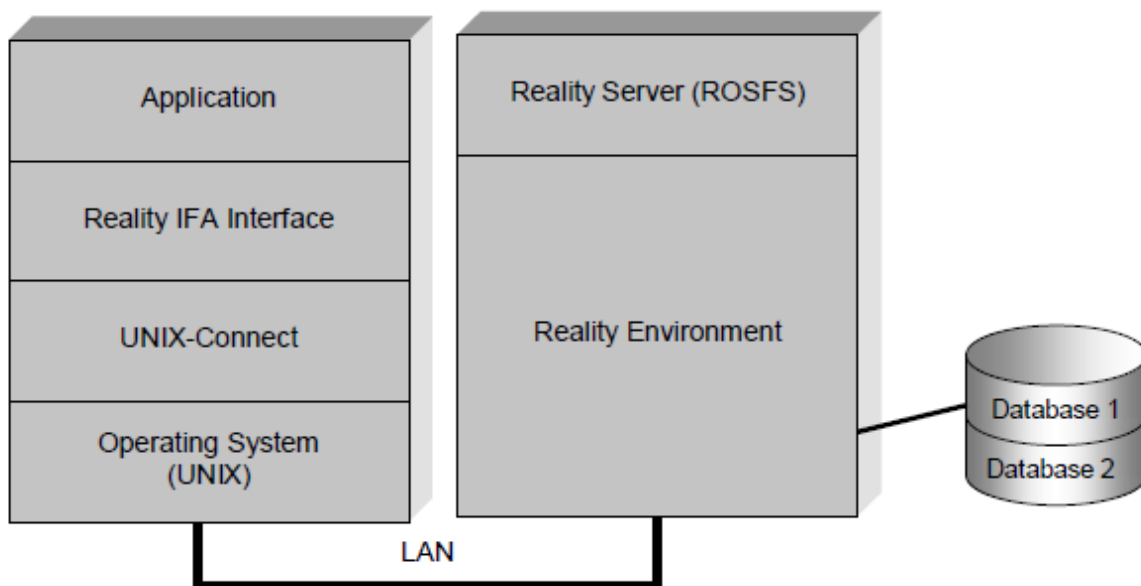 Application
Reality IFA Interface
UNIX-Connect
Operating System
(UNIX)
Reality Server (ROSFS)
Reality Environment
Database 1
Database 2
LAN